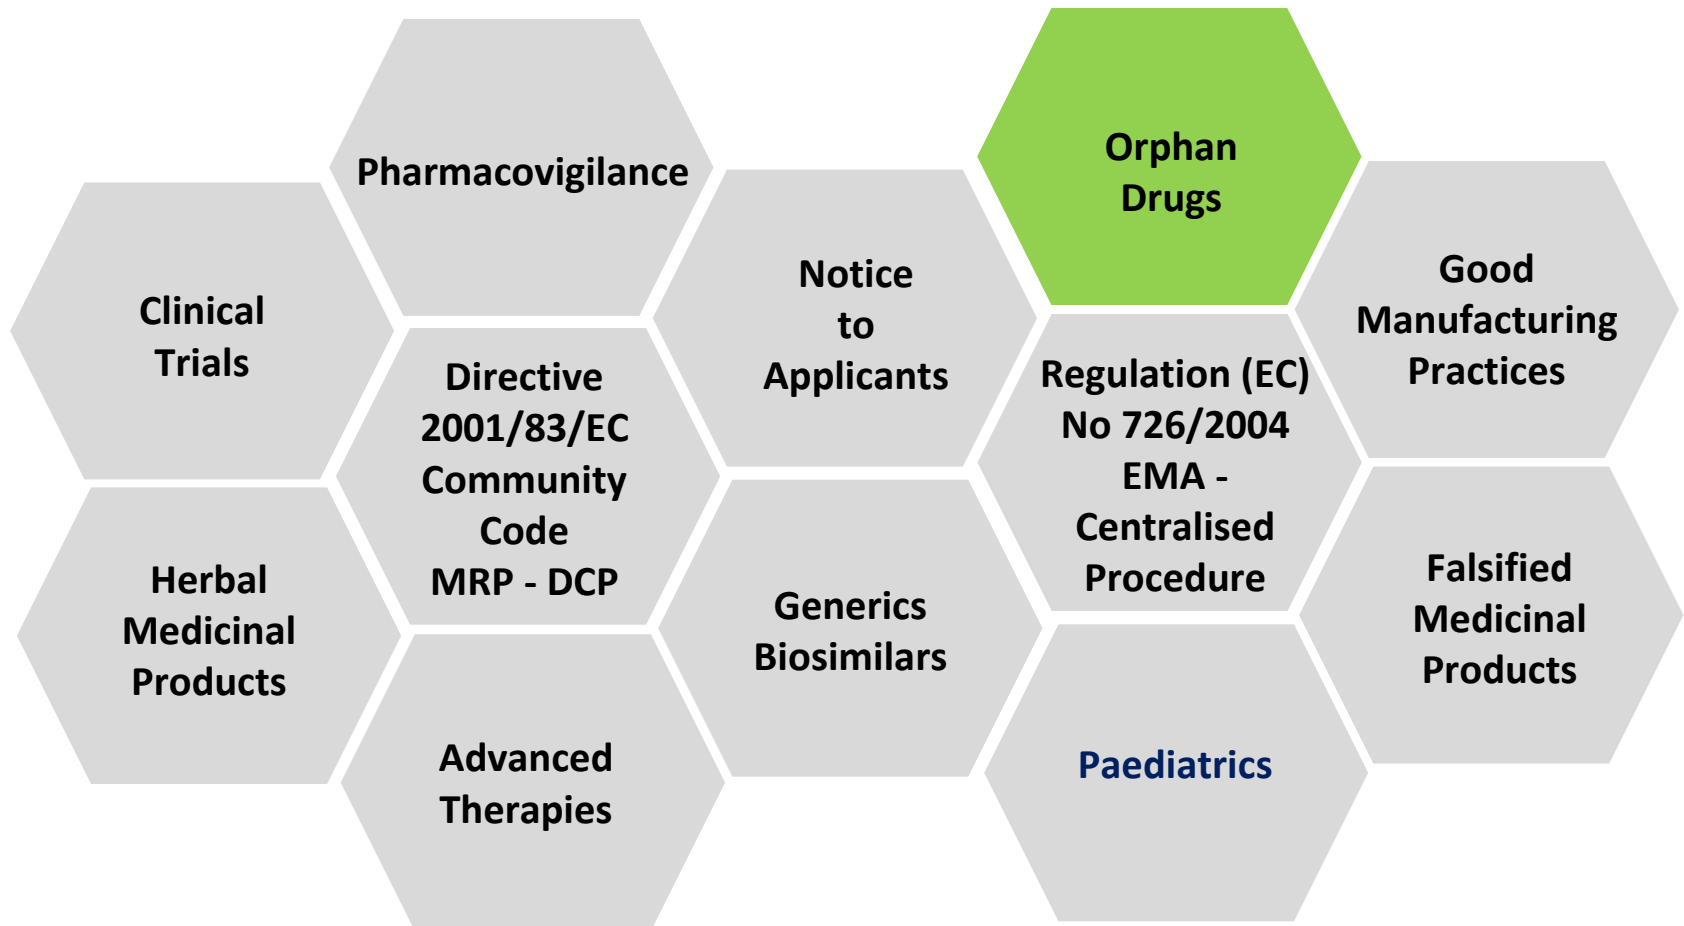 Pharmacovigilance
Orphan
Drugs
Clinical
Trials
Notice
to
Applicants
Good
Manufacturing
Practices
Directive
2001/83/EC
Community
Code
MRP - DCP
Regulation (EC)
No 726/2004
EMA -
Centralised
Procedure
Herbal
Medicinal
Products
Generics
Biosimilars
Falsified
Medicinal
Products
Advanced
Therapies
Paediatrics